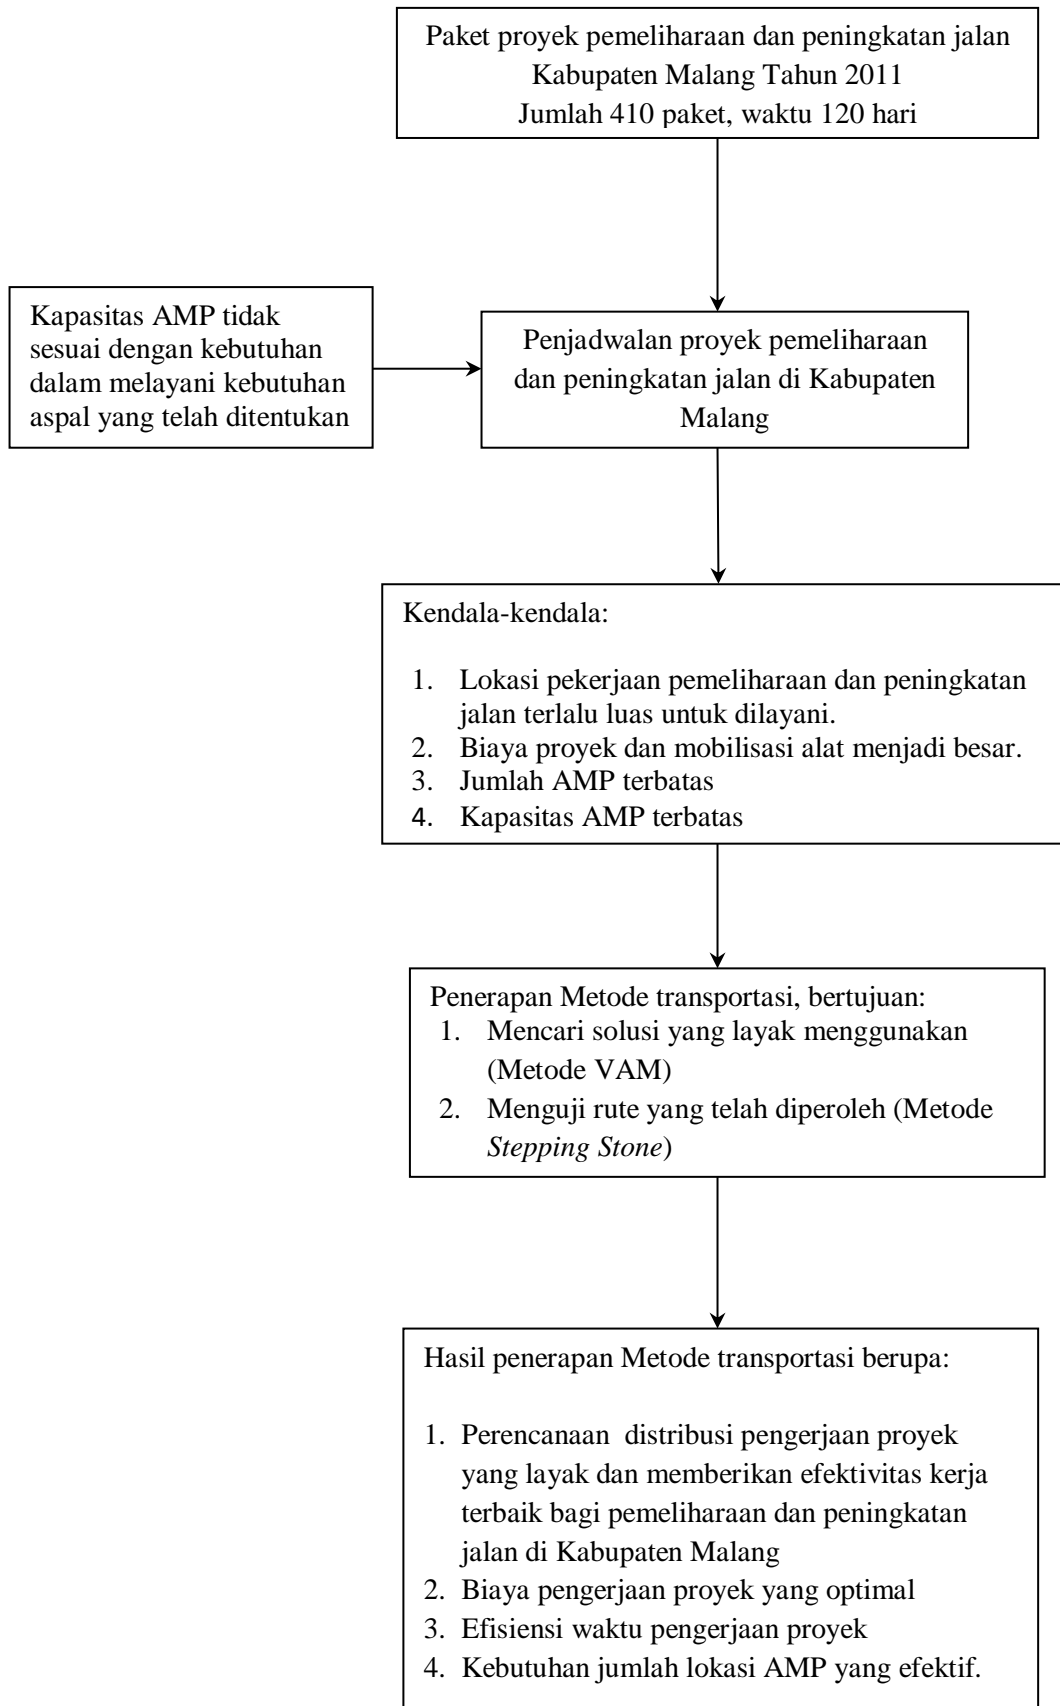 Paket proyek pemeliharaan dan peningkatan jalan
Kabupaten Malang Tahun 2011
Jumlah 410 paket, waktu 120 hari
Kapasitas AMP tidak
sesuai dengan kebutuhan
dalam melayani kebutuhan
aspal yang telah ditentukan
Penjadwalan proyek pemeliharaan
dan peningkatan jalan di Kabupaten
Malang
Kendala-kendala:
1. Lokasi pekerjaan pemeliharaan dan peningkatan
jalan terlalu luas untuk dilayani.
2. Biaya proyek dan mobilisasi alat menjadi besar.
3. Jumlah AMP terbatas
4. Kapasitas AMP terbatas
Penerapan Metode transportasi, bertujuan:
1. Mencari solusi yang layak menggunakan
(Metode VAM)
2. Menguji rute yang telah diperoleh (Metode
Stepping Stone)
Hasil penerapan Metode transportasi berupa:
1. Perencanaan distribusi pengerjaan proyek
yang layak dan memberikan efektivitas kerja
terbaik bagi pemeliharaan dan peningkatan
jalan di Kabupaten Malang
2. Biaya pengerjaan proyek yang optimal
3. Efisiensi waktu pengerjaan proyek
4. Kebutuhan jumlah lokasi AMP yang efektif.